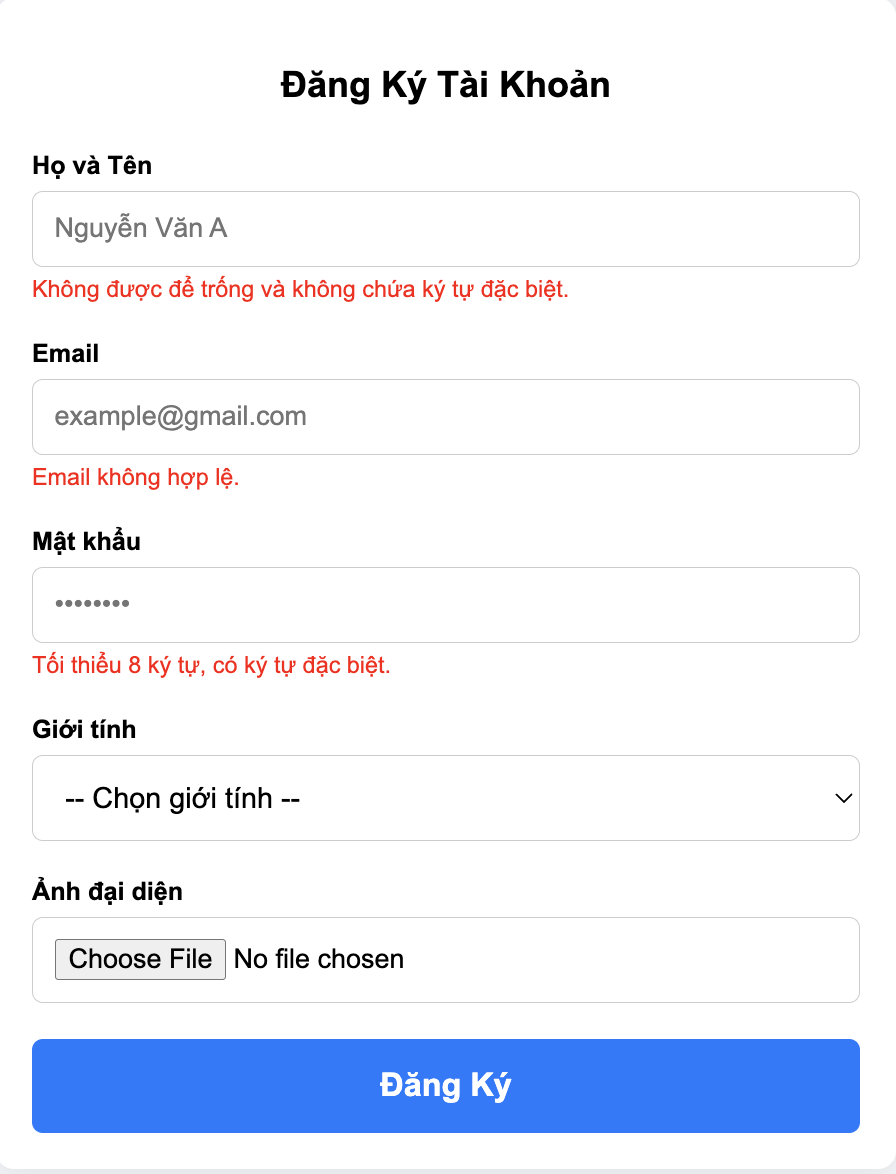 Đăng Ký Tài Khoản
Họ và Tên
Nguyễn Văn A
Không được để trống và không chứa ký tự đặc biệt.
Email
example@gmail.com
Email không hợp lệ.
Mật khẩu
••••••••
Tối thiểu 8 ký tự, có ký tự đặc biệt.
Giới tính
-- Chọn giới tính --
Ảnh đại diện
Choose File No file chosen
Đăng Ký